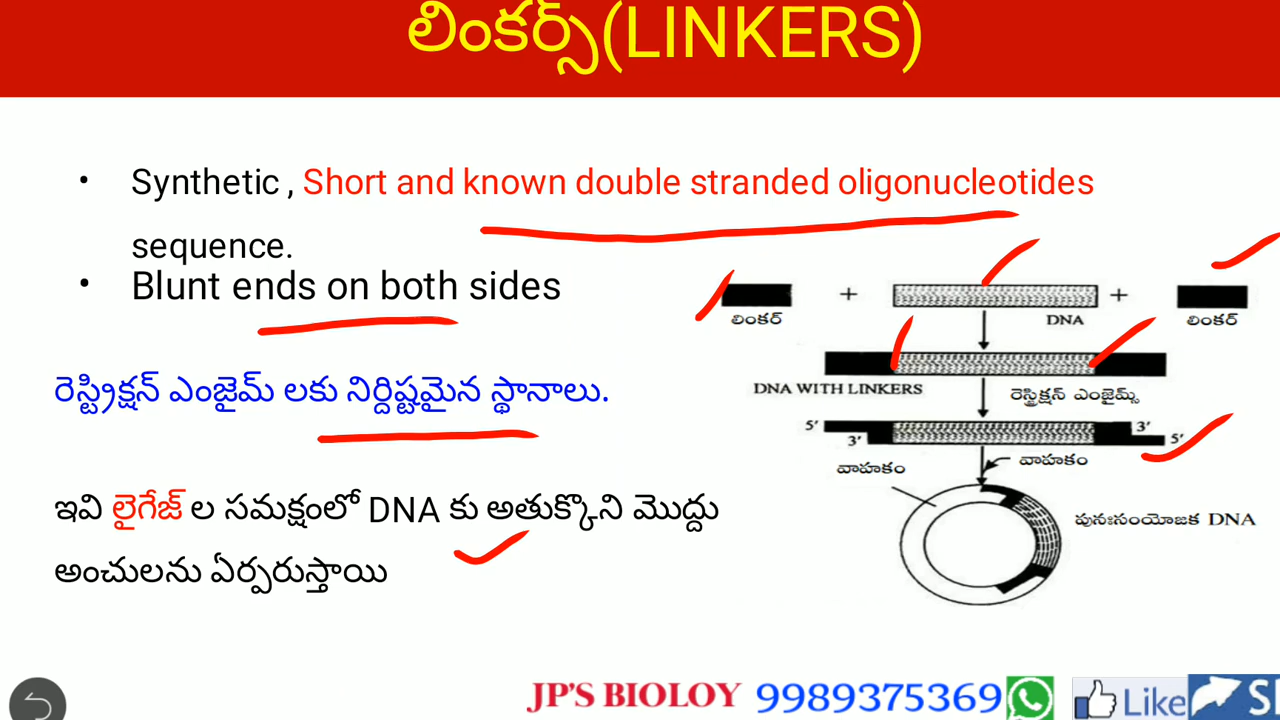 లింకర్స్(LINKERS)
• Synthetic , Short and known double stranded oligonucleotides
sequence.
• Blunt ends on both sides
రెస్ట్రిక్షన్ ఎంజైమ్ లకు నిర్దిష్టమైన స్థానాలు.
ఇవి లైగేజ్ ల సమక్షంలో DNA కు అతుక్కొని మొద్దు
అంచులను ఏర్పరుస్తాయి
+ +
లింకర్ DNA లింకర్
DNA WITH LINKERS రెస్ట్రిక్షన్ ఎంజైమ్స్
5' 3'
3' 5'
వాహకం వాహకం
పునఃసంయోజక DNA
JP'S BIOLOY 9989375369 Like